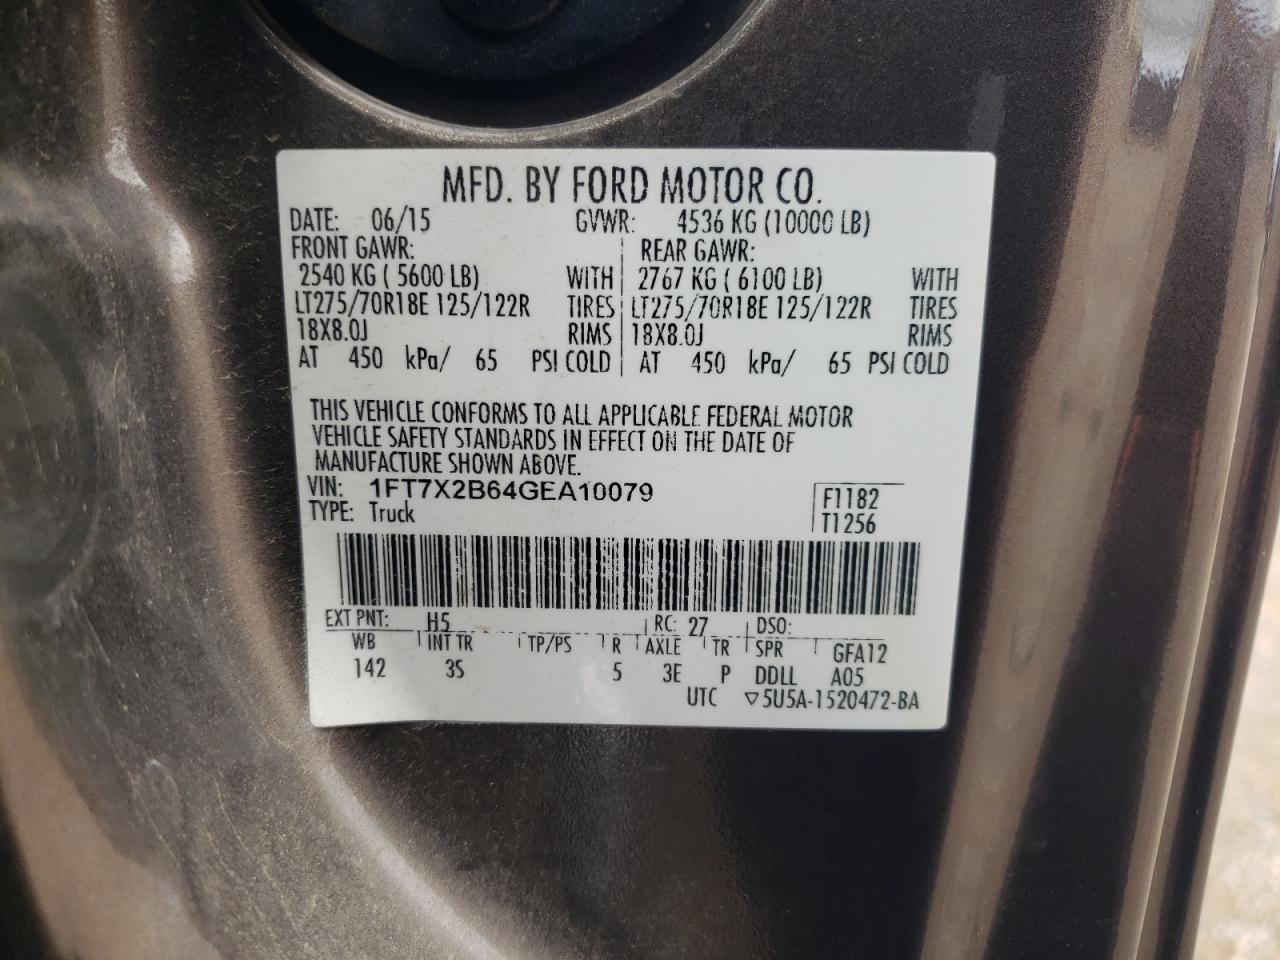 MFD. BY FORD MOTOR CO.
DATE: 06/15 GVWR: 4536 KG (10000 LB)
FRONT GAWR: REAR GAWR:
2540 KG ( 5600 LB) WITH 2767 KG ( 6100 LB) WITH
LT275/70R18E 125/122R TIRES LT275/70R18E 125/122R TIRES
18X8.0J RIMS 18X8.0J RIMS
AT 450 kPa/ 65 PSI COLD AT 450 kPa/ 65 PSI COLD
THIS VEHICLE CONFORMS TO ALL APPLICABLE FEDERAL MOTOR
VEHICLE SAFETY STANDARDS IN EFFECT ON THE DATE OF
MANUFACTURE SHOWN ABOVE.
VIN: 1FT7X2B64GEA10079 F1182
TYPE: Truck T1256
EXT PNT: H5 RC: 27 DSO:
WB INT TR TP/PS R AXLE TR SPR GFA12
142 3S 5 3E P DDLL A05
UTC ▽5U5A-1520472-BA